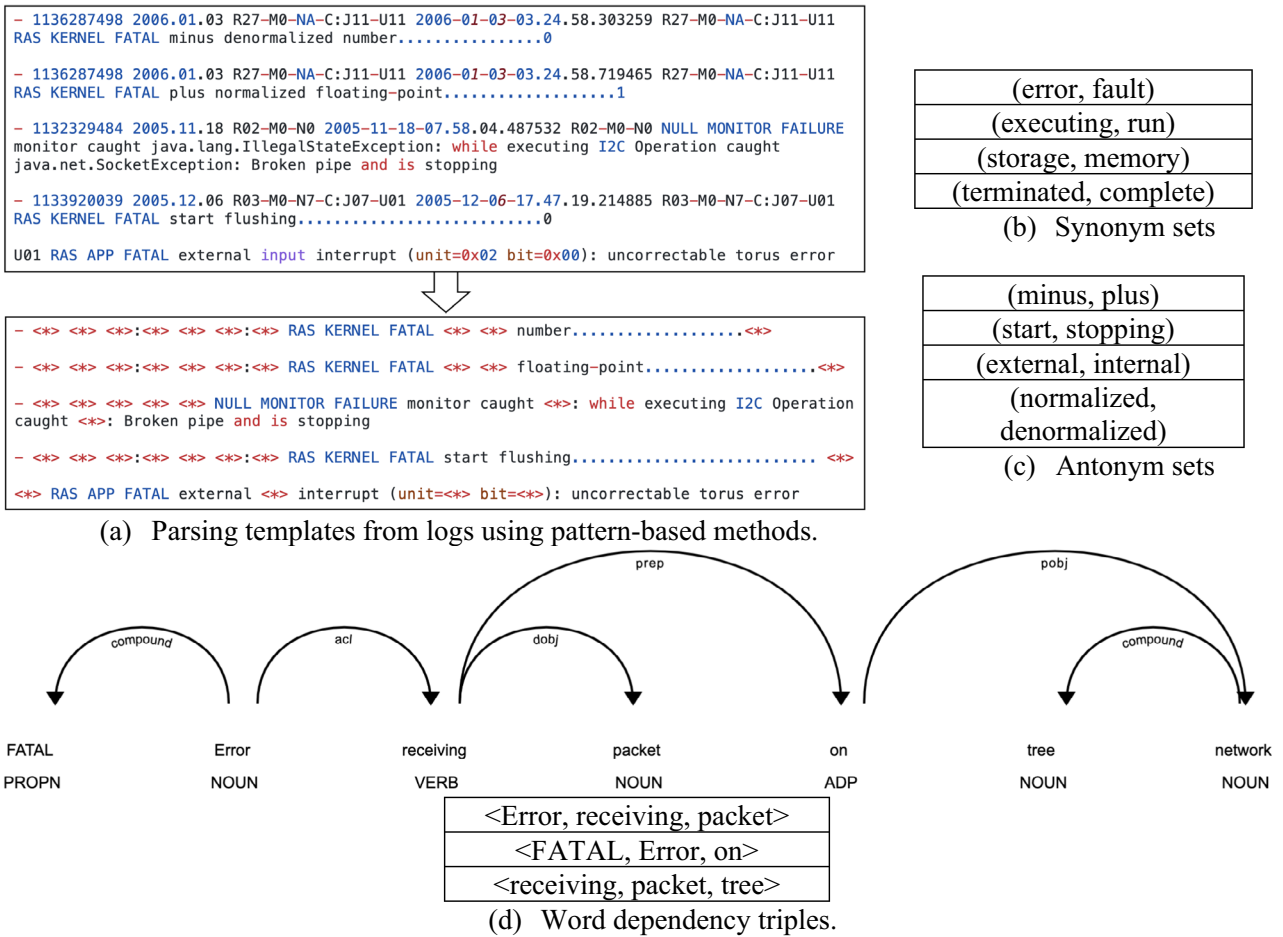 - 1136287498 2006.01.03 R27-M0-NA-C:J11-U11 2006-01-03-03.24.58.303259 R27-M0-NA-C:J11-U11
RAS KERNEL FATAL minus denormalized number................0
- 1136287498 2006.01.03 R27-M0-NA-C:J11-U11 2006-01-03-03.24.58.719465 R27-M0-NA-C:J11-U11
RAS KERNEL FATAL plus normalized floating-point...................1
- 1132329484 2005.11.18 R02-M0-N0 2005-11-18-07.58.04.487532 R02-M0-N0 NULL MONITOR FAILURE
monitor caught java.lang.IllegalStateException: while executing I2C Operation caught
java.net.SocketException: Broken pipe and is stopping
- 1133920039 2005.12.06 R03-M0-N7-C:J07-U01 2005-12-06-17.47.19.214885 R03-M0-N7-C:J07-U01
RAS KERNEL FATAL start flushing...........................0
U01 RAS APP FATAL external input interrupt (unit=0x02 bit=0x00): uncorrectable torus error
- <*> <*> <*>:<*> <*> <*>:<*> RAS KERNEL FATAL <*> <*> number...................<*>
- <*> <*> <*>:<*> <*> <*>:<*> RAS KERNEL FATAL <*> <*> floating-point...................<*>
- <*> <*> <*> <*> <*> NULL MONITOR FAILURE monitor caught <*>: while executing I2C Operation
caught <*>: Broken pipe and is stopping
- <*> <*> <*>:<*> <*> <*>:<*> RAS KERNEL FATAL start flushing........................... <*>
<*> RAS APP FATAL external <*> interrupt (unit=<*> bit=<*>): uncorrectable torus error
(a) Parsing templates from logs using pattern-based methods.
(error, fault)
(executing, run)
(storage, memory)
(terminated, complete)
(b) Synonym sets
(minus, plus)
(start, stopping)
(external, internal)
(normalized,
denormalized)
(c) Antonym sets
prep
pobj
compound
acl
dobj
compound
FATAL Error receiving packet on tree network
PROPN NOUN VERB NOUN ADP NOUN NOUN
<Error, receiving, packet>
<FATAL, Error, on>
<receiving, packet, tree>
(d) Word dependency triples.